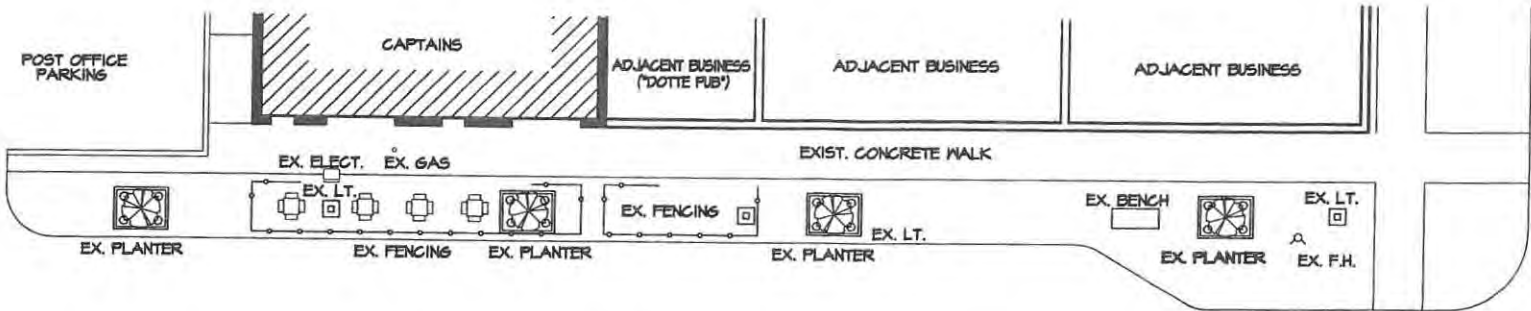 POST OFFICE
PARKING
CAPTAINS
ADJACENT BUSINESS
("DOTTE PUB")
ADJACENT BUSINESS
ADJACENT BUSINESS
EXIST. CONCRETE WALK
EX. ELECT.
EX. GAS
EX. LT.
EX. FENCING
EX. BENCH
EX. LT.
EX. LT.
EX. PLANTER
EX. FENCING
EX. PLANTER
EX. PLANTER
EX. PLANTER
EX. F.H.